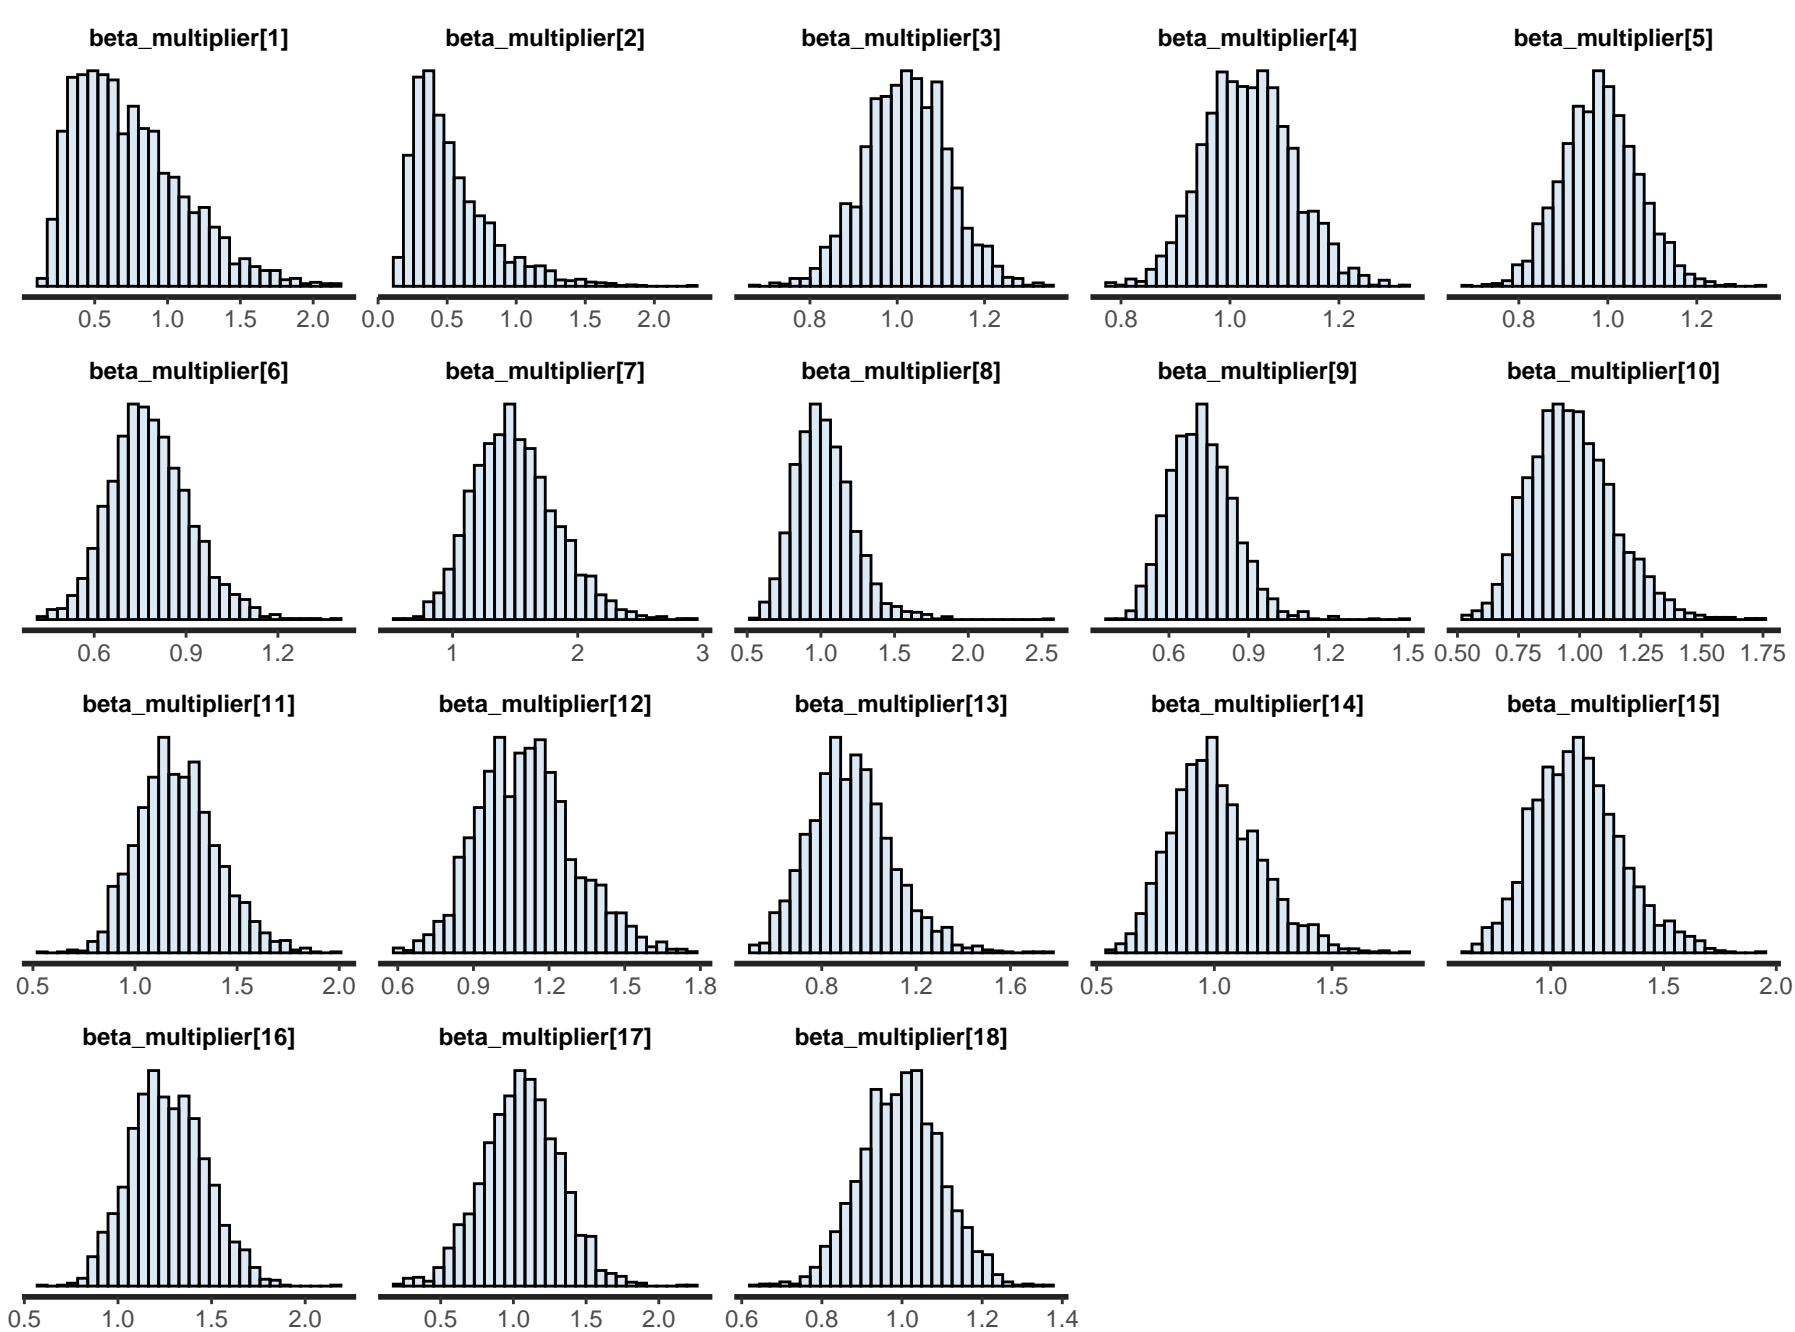 beta_multiplier[1] beta_multiplier[2] beta_multiplier[3] beta_multiplier[4] beta_multiplier[5]
0.5 1.0 1.5 2.0 0.0 0.5 1.0 1.5 2.0 0.8 1.0 1.2 0.8 1.0 1.2 0.8 1.0 1.2
beta_multiplier[6] beta_multiplier[7] beta_multiplier[8] beta_multiplier[9] beta_multiplier[10]
0.6 0.9 1.2 1 2 3 0.5 1.0 1.5 2.0 2.5 0.6 0.9 1.2 1.5 0.50 0.75 1.00 1.25 1.50 1.75
beta_multiplier[11] beta_multiplier[12] beta_multiplier[13] beta_multiplier[14] beta_multiplier[15]
0.5 1.0 1.5 2.0 0.6 0.9 1.2 1.5 1.8 0.8 1.2 1.6 0.5 1.0 1.5 1.0 1.5 2.0
beta_multiplier[16] beta_multiplier[17] beta_multiplier[18]
0.5 1.0 1.5 2.0 0.5 1.0 1.5 2.0 0.6 0.8 1.0 1.2 1.4